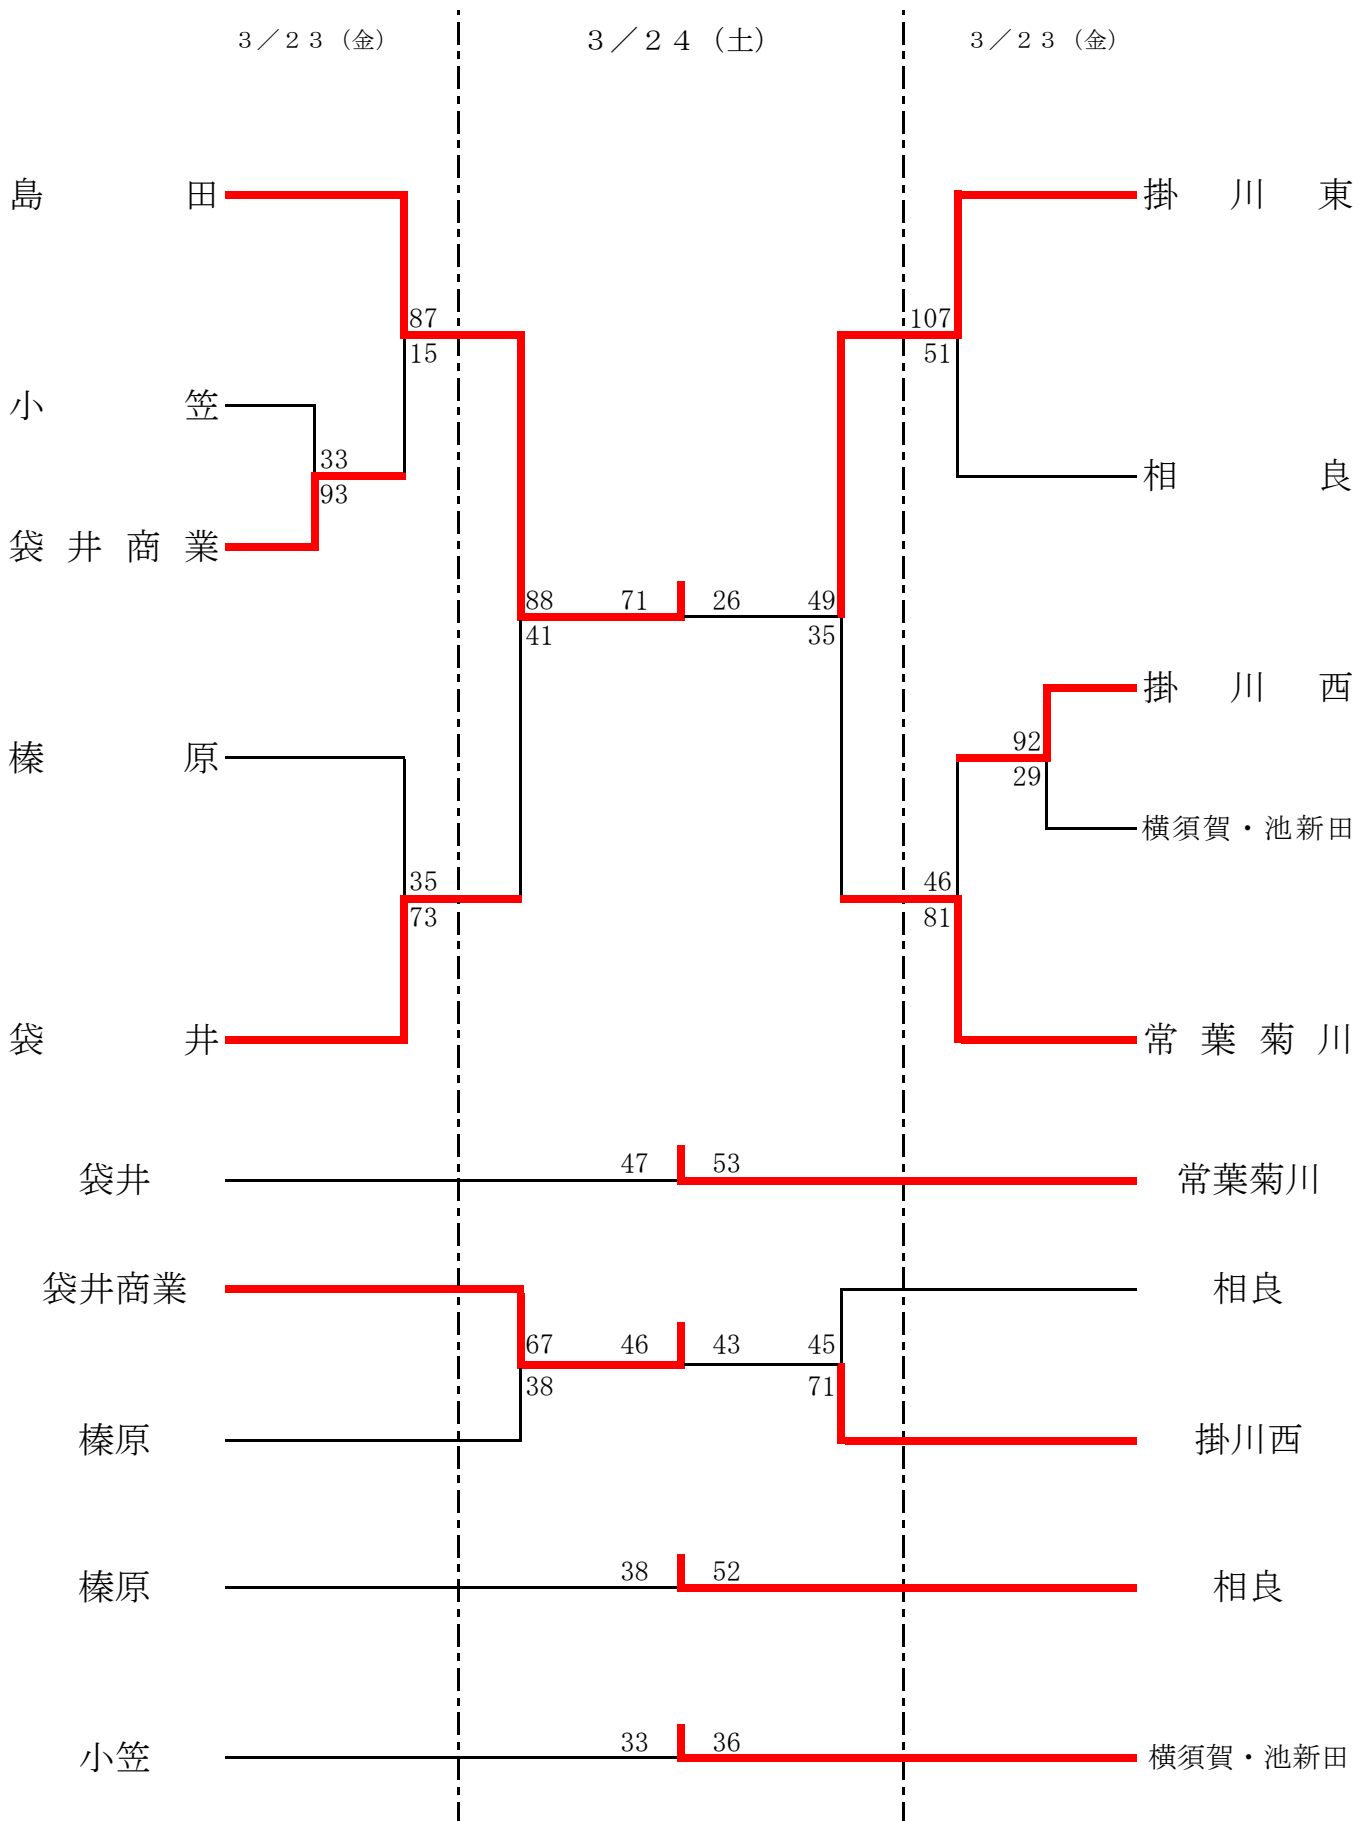 ３／２３（金） ３／２４（土） ３／２３（金）
島田 掛川東
87 107
15 51
小笠
33
93
相良
袋井商業
88 71 26 49
41 35
掛川西
92
29
榛原
横須賀・池新田
35 46
73 81
袋井 常葉菊川
47 53
袋井 常葉菊川
袋井商業 相良
67 46 43 45
38 71
榛原 掛川西
38 52
榛原 相良
33 36
小笠 横須賀・池新田